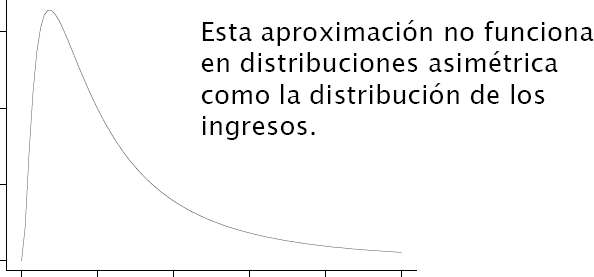 Esta aproximación no funciona
en distribuciones asimétrica
como la distribución de los
ingresos.